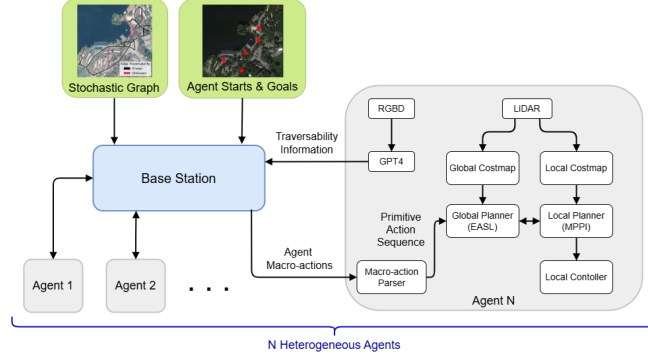 Stochastic Graph
Agent Starts & Goals
RGBD
LiDAR
Traversability
Information
GPT4
Global Costmap
Local Costmap
Base Station
Primitive
Action
Sequence
Global Planner
(EASL)
Local Planner
(MPPI)
Agent
Macro-actions
Macro-action
Parser
Local Contoller
Agent 1
Agent 2
. . .
Agent N
N Heterogeneous Agents